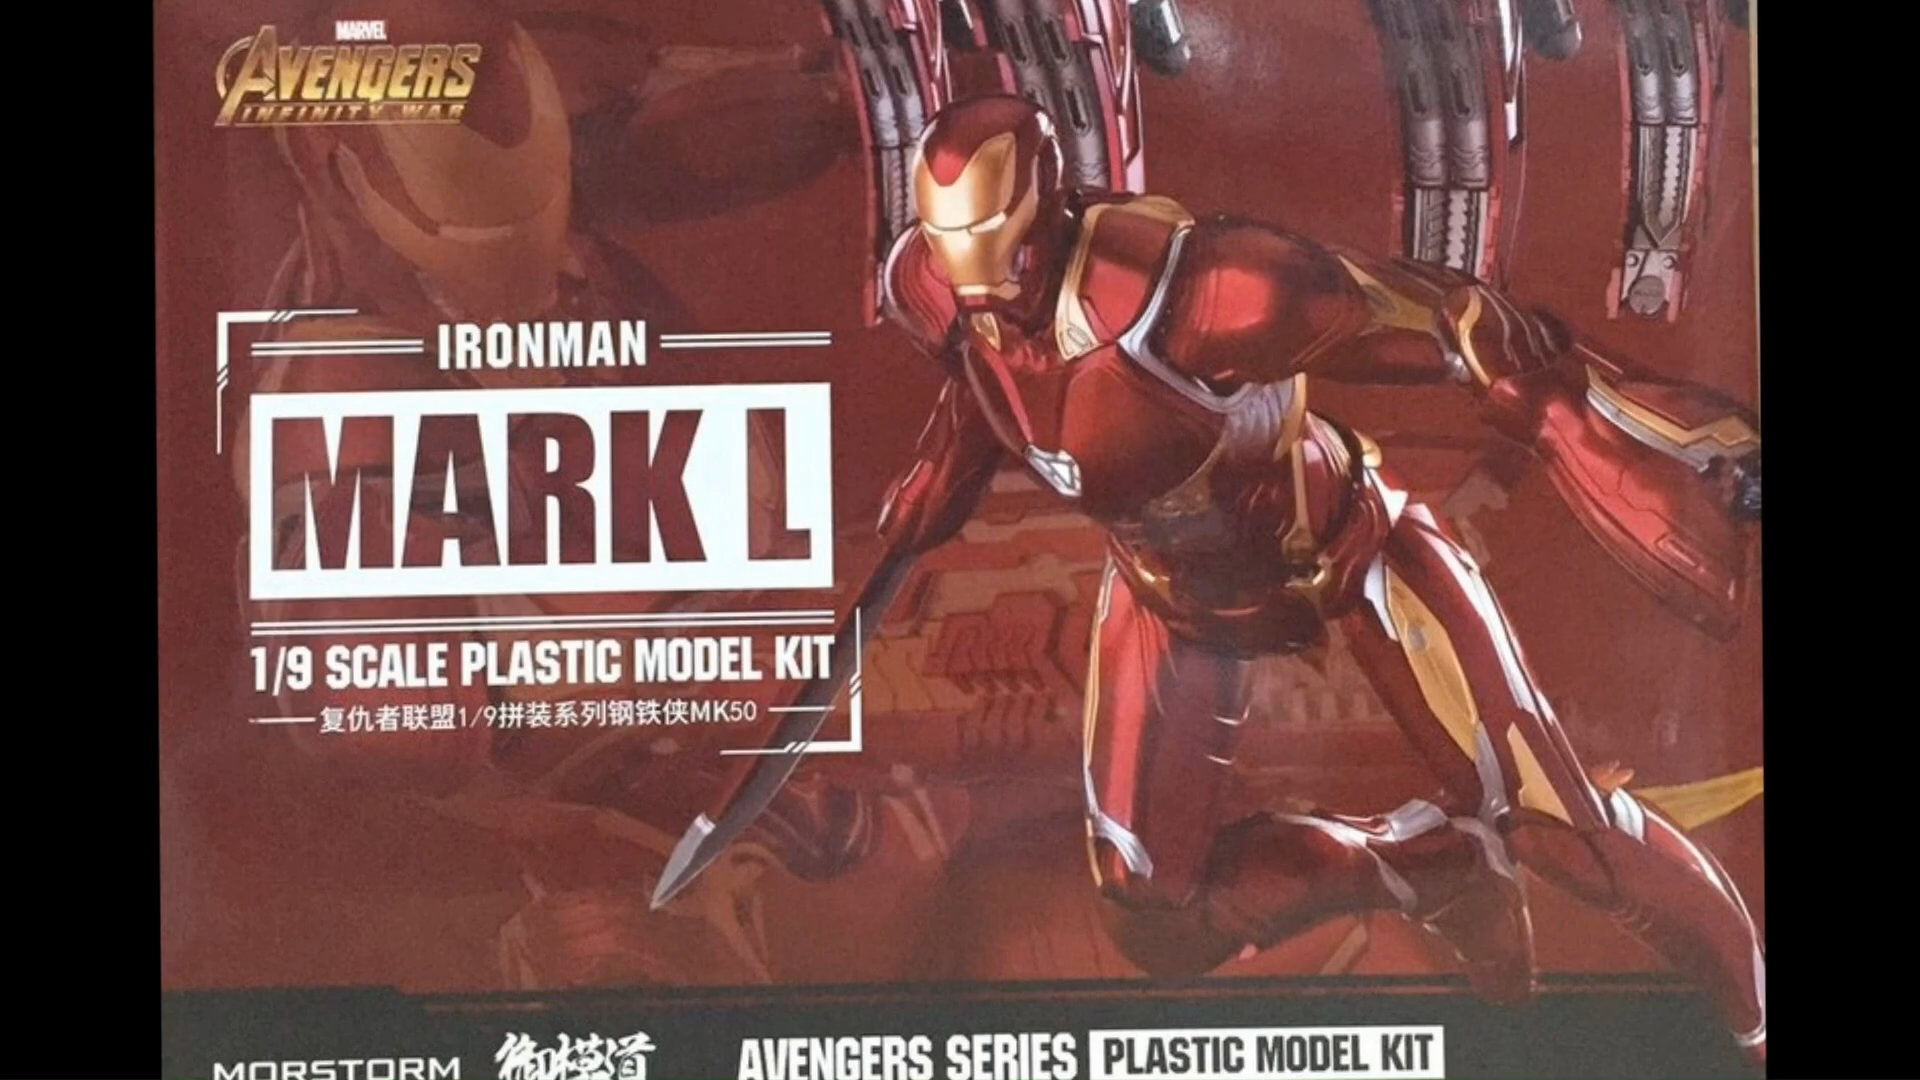 MARVEL
AVENGERS
INFINITY WAR
IRONMAN
MARK L
1/9 SCALE PLASTIC MODEL KIT
复仇者联盟1/9拼装系列钢铁侠MK50
MORSTORM 御模道 AVENGERS SERIES PLASTIC MODEL KIT